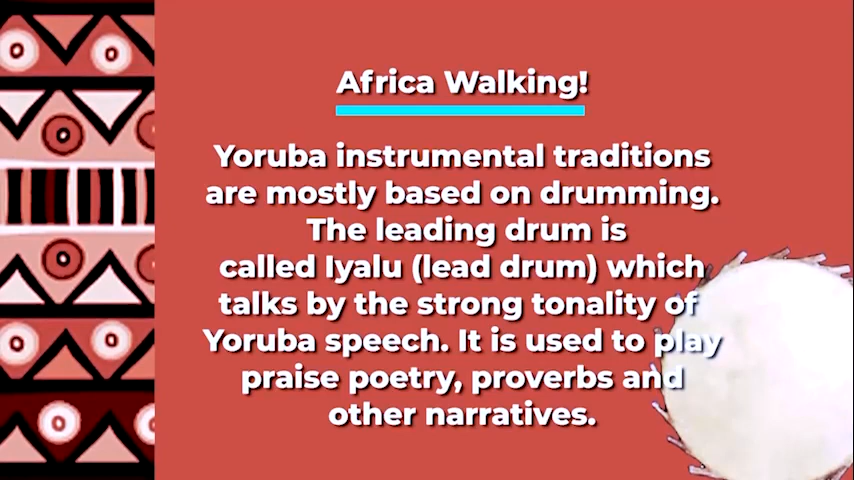 Africa Walking!
Yoruba instrumental traditions
are mostly based on drumming.
The leading drum is
called Iyalu (lead drum) which
talks by the strong tonality of
Yoruba speech. It is used to play
praise poetry, proverbs and
other narratives.